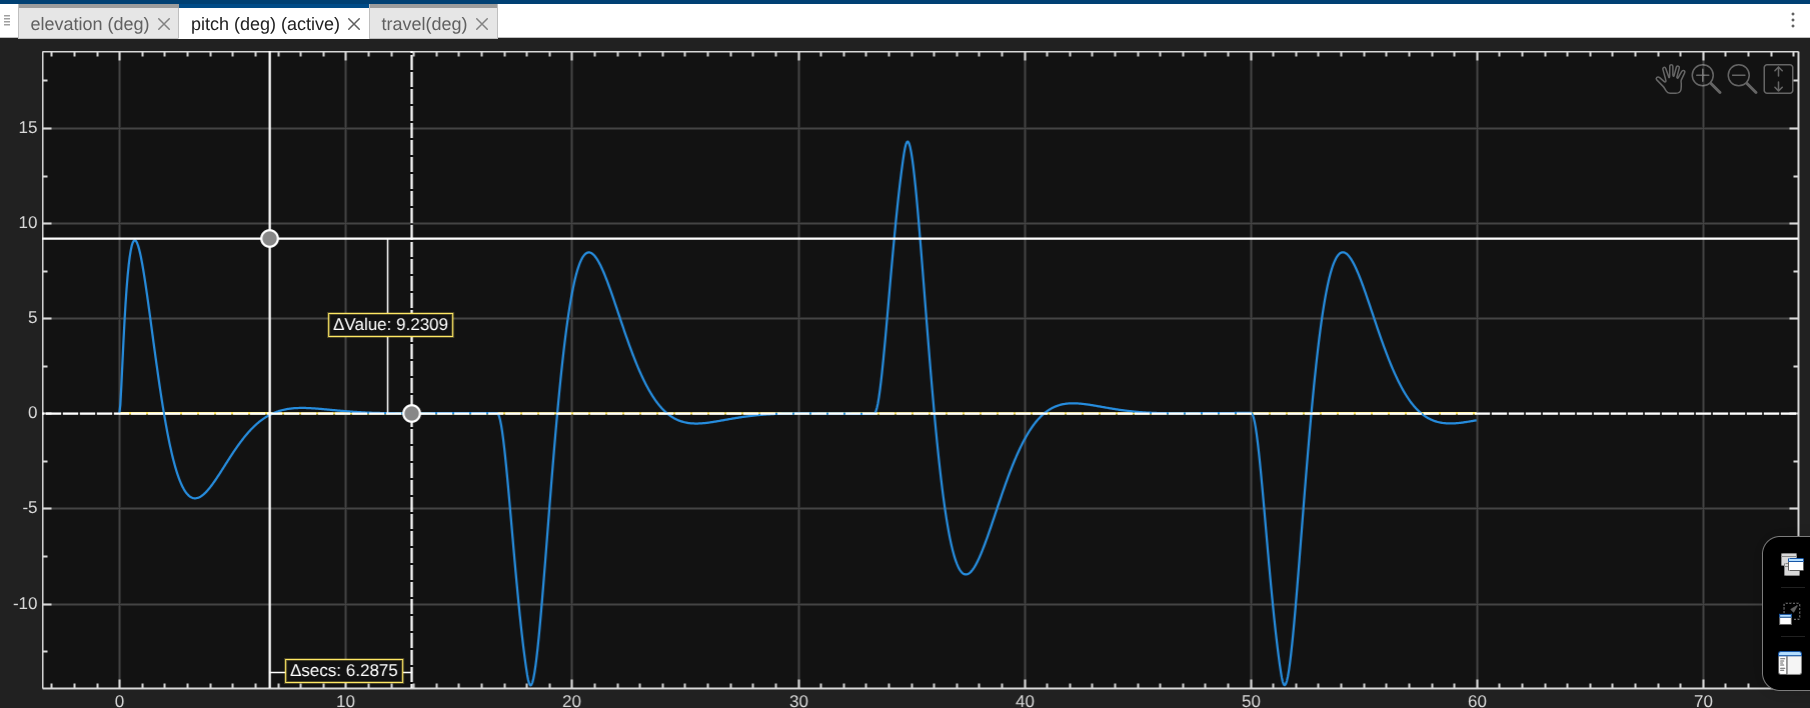 elevation (deg) pitch (deg) (active) travel(deg)
15
10
5
0
-5
-10
ΔValue: 9.2309
Δsecs: 6.2875
0 10 20 30 40 50 60 70